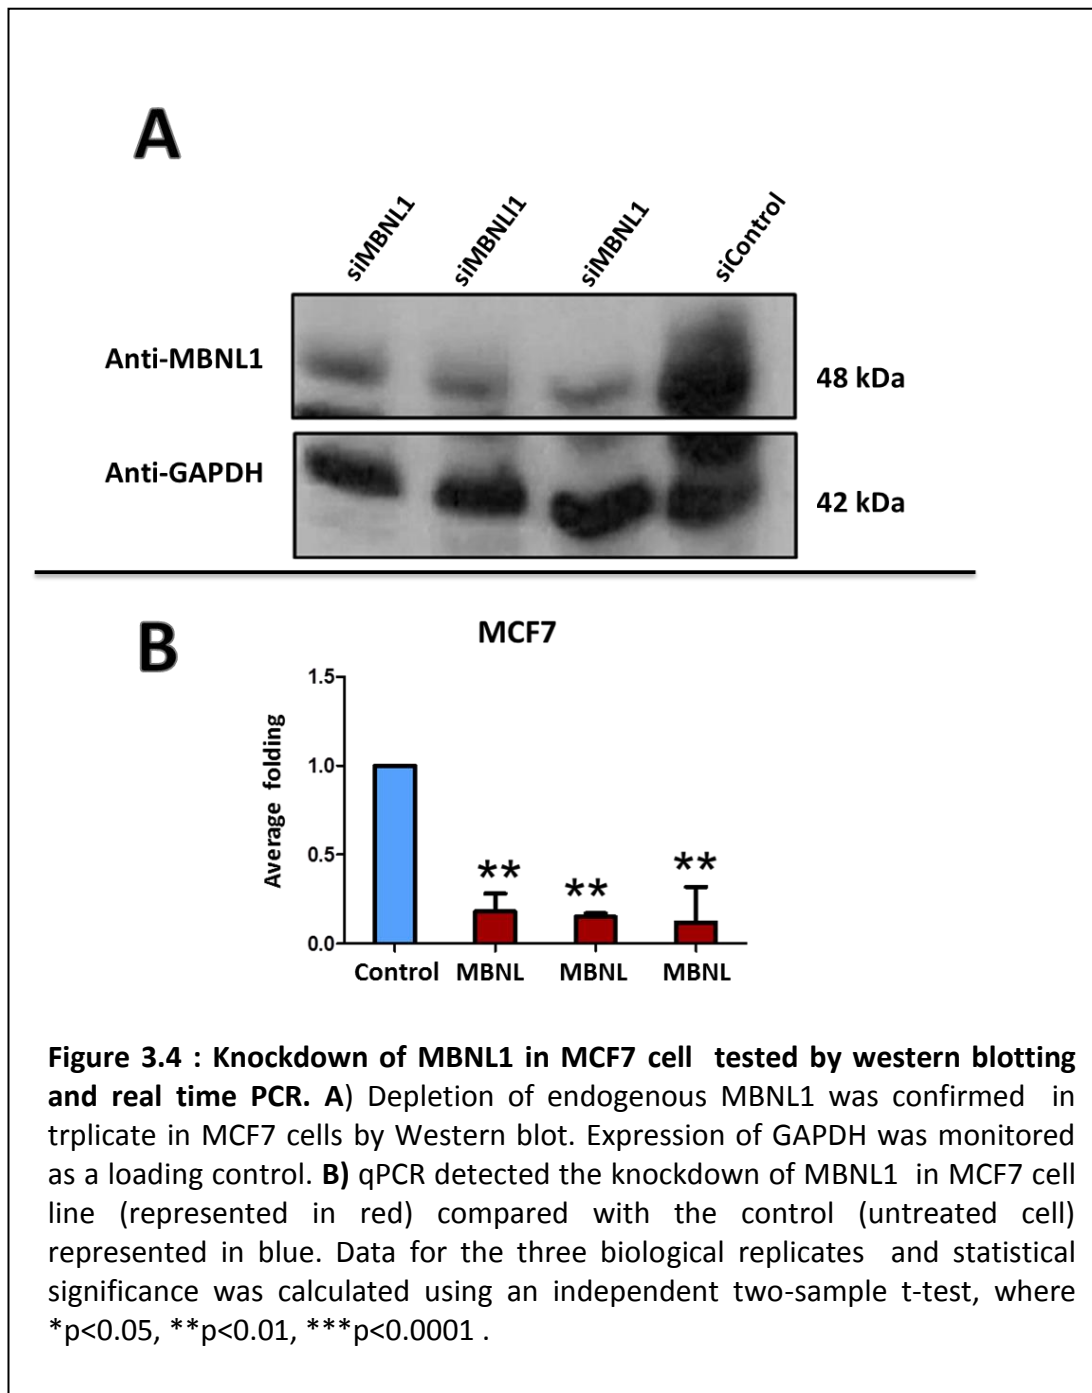 A
siMBNL1
siMBNLl1
siMBNL1
siControl
Anti-MBNL1
48 kDa
Anti-GAPDH
42 kDa
B
MCF7
Average folding
1.5
1.0
0.5
0.0
**
**
**
Control
MBNL
MBNL
MBNL
Figure 3.4 : Knockdown of MBNL1 in MCF7 cell tested by western blotting
and real time PCR. A) Depletion of endogenous MBNL1 was confirmed in
trplicate in MCF7 cells by Western blot. Expression of GAPDH was monitored
as a loading control. B) qPCR detected the knockdown of MBNL1 in MCF7 cell
line (represented in red) compared with the control (untreated cell)
represented in blue. Data for the three biological replicates and statistical
significance was calculated using an independent two-sample t-test, where
*p<0.05, **p<0.01, ***p<0.0001 .